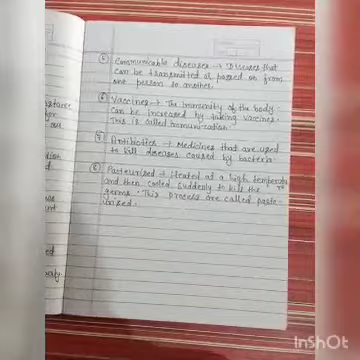 Communicable diseases → Diseases that
can be transmitted & passed on from
one person to another.
Vaccines → The immunity of the body
can be increased by taking vaccines.
This is called immunization.
Antibiotics → Medicines that are used
to kill diseases caused by bacteria.
Pasteurised → Heated at a high temperature
and then cooled suddenly to kill the
germs. This process are called paste-
urised.
InShOt